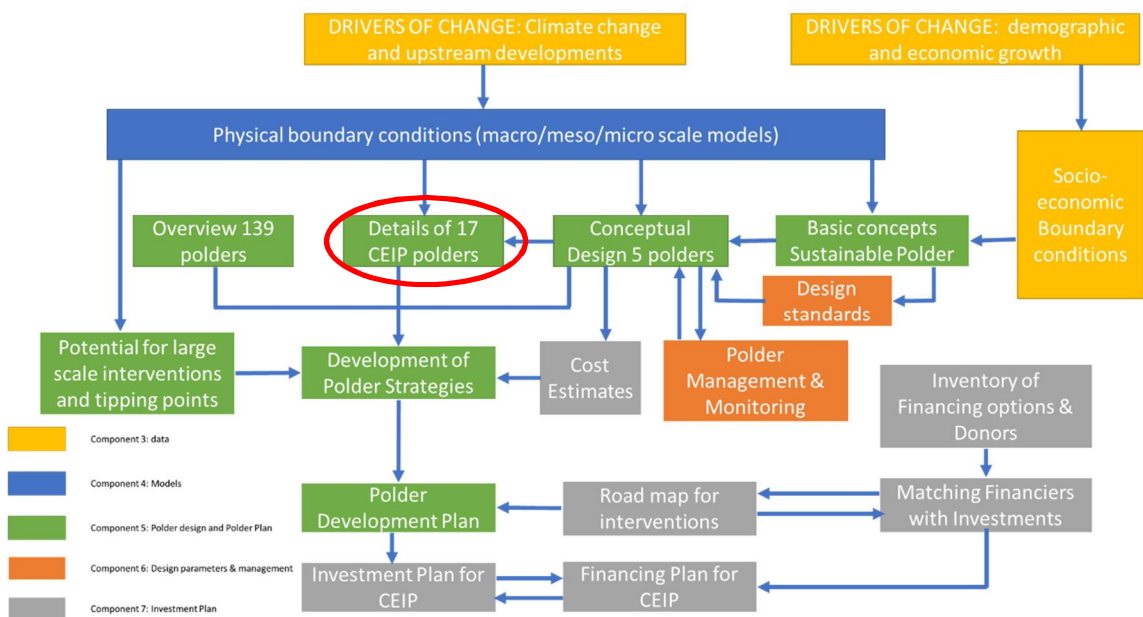 DRIVERS OF CHANGE: Climate change
and upstream developments
DRIVERS OF CHANGE: demographic
and economic growth
Physical boundary conditions (macro/meso/micro scale models)
Socio-
economic
Boundary
conditions
Overview 139
polders
Details of 17
CEIP polders
Conceptual
Design 5 polders
Basic concepts
Sustainable Polder
Design
standards
Potential for large
scale interventions
and tipping points
Development of
Polder Strategies
Cost
Estimates
Polder
Management &
Monitoring
Inventory of
Financing options &
Donors
Component 3: data
Component 4: Models
Component 5: Polder design and Polder Plan
Component 6: Design parameters & management
Component 7: Investment Plan
Polder
Development Plan
Road map for
interventions
Matching Financiers
with Investments
Investment Plan for
CEIP
Financing Plan for
CEIP